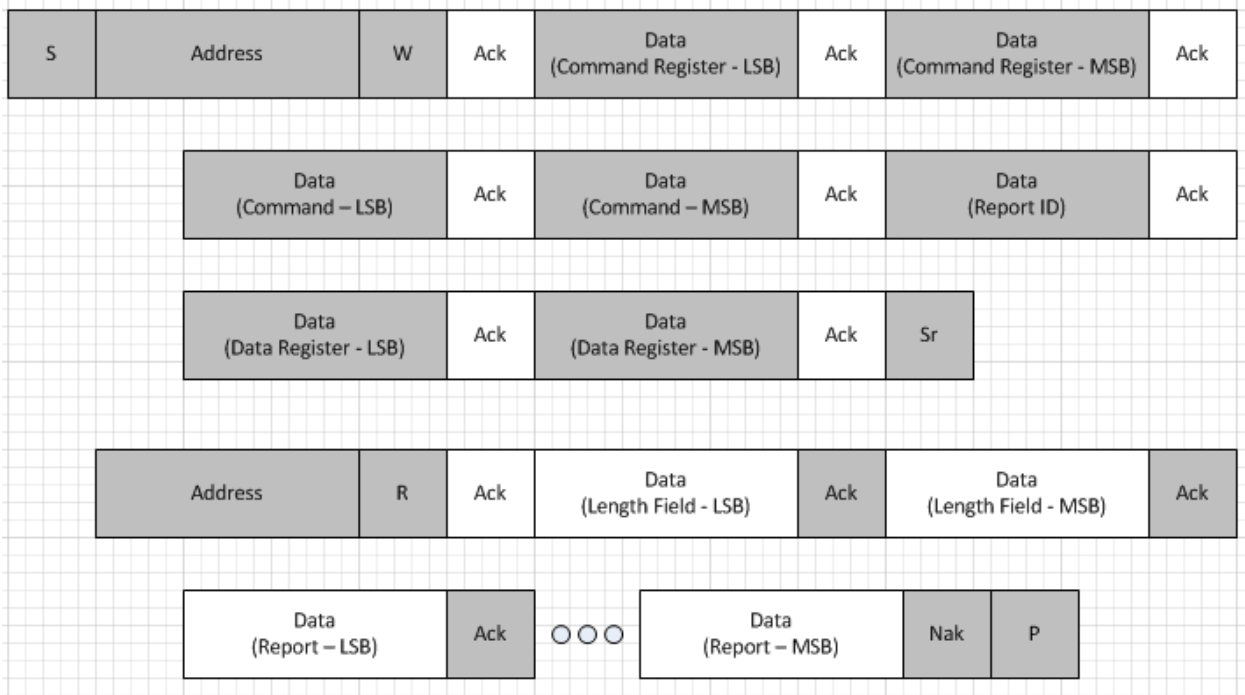 S Address W Ack Data (Command Register - LSB) Ack Data (Command Register - MSB) Ack
Data (Command – LSB) Ack Data (Command – MSB) Ack Data (Report ID) Ack
Data (Data Register - LSB) Ack Data (Data Register - MSB) Ack Sr
Address R Ack Data (Length Field - LSB) Ack Data (Length Field - MSB) Ack
Data (Report – LSB) Ack Data (Report – MSB) Nak P